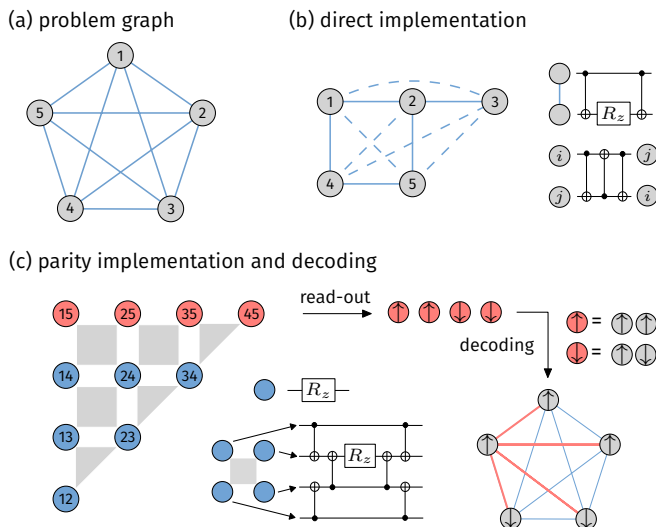 (a) problem graph
1
5
2
4
3
(b) direct implementation
1
2
3
4
5
R_z
i
j
j
i
(c) parity implementation and decoding
15
25
35
45
14
24
34
13
23
12
read-out
↑ ↑ ↓ ↓
decoding
↑ = ↑ ↑
↓ = ↑ ↓
R_z
R_z
↑
↑
↑
↓
↓